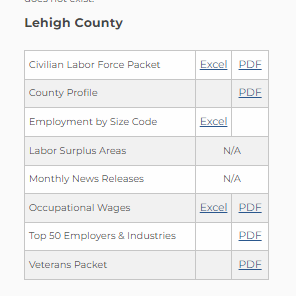 does not exist.
Lehigh County
Civilian Labor Force Packet Excel PDF
County Profile PDF
Employment by Size Code Excel
Labor Surplus Areas N/A
Monthly News Releases N/A
Occupational Wages Excel PDF
Top 50 Employers & Industries PDF
Veterans Packet PDF